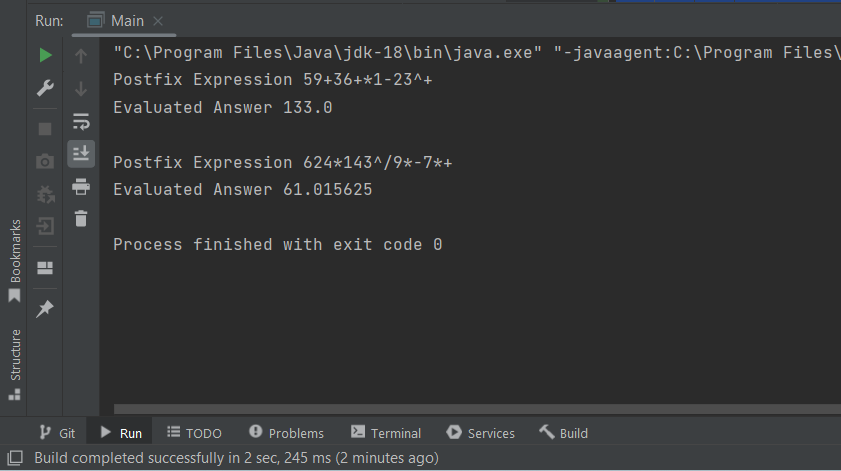 Run: Main
"C:\Program Files\Java\jdk-18\bin\java.exe" "-javaagent:C:\Program Files\
Postfix Expression 59+36+*1-23^+
Evaluated Answer 133.0
Postfix Expression 624*143^/9*-7*+
Evaluated Answer 61.015625
Process finished with exit code 0
Bookmarks
Structure
Git Run TODO Problems Terminal Services Build
Build completed successfully in 2 sec, 245 ms (2 minutes ago)